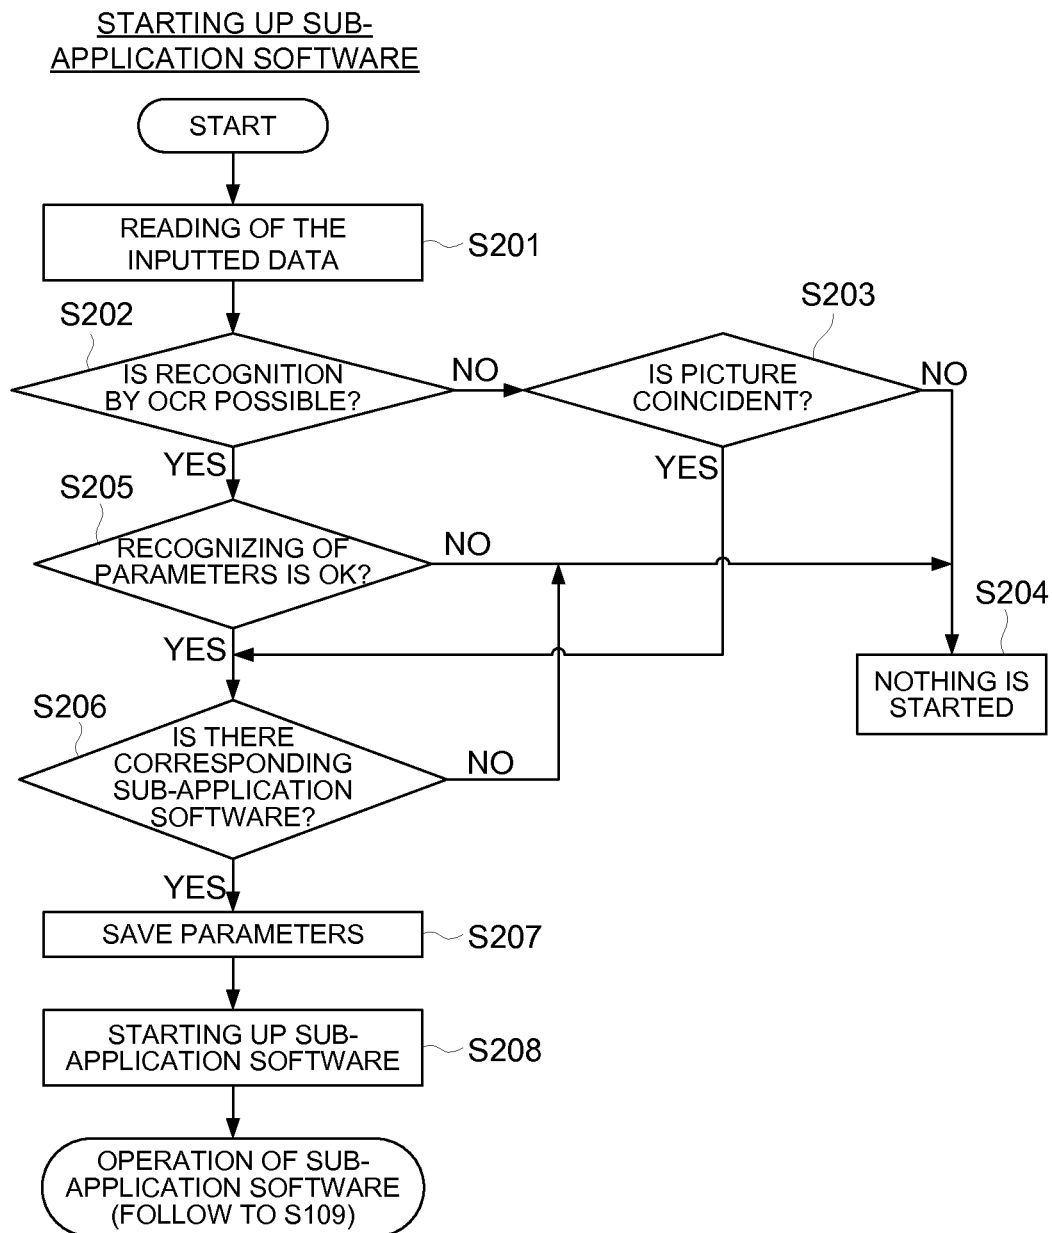 STARTING UP SUB-
APPLICATION SOFTWARE
START
READING OF THE
INPUTTED DATA
S201
S202
IS RECOGNITION
BY OCR POSSIBLE?
NO
S203
IS PICTURE
COINCIDENT?
NO
YES
YES
S205
RECOGNIZING OF
PARAMETERS IS OK?
NO
S204
NOTHING IS
STARTED
YES
S206
IS THERE
CORRESPONDING
SUB-APPLICATION
SOFTWARE?
NO
YES
SAVE PARAMETERS
S207
STARTING UP SUB-
APPLICATION SOFTWARE
S208
OPERATION OF SUB-
APPLICATION SOFTWARE
(FOLLOW TO S109)